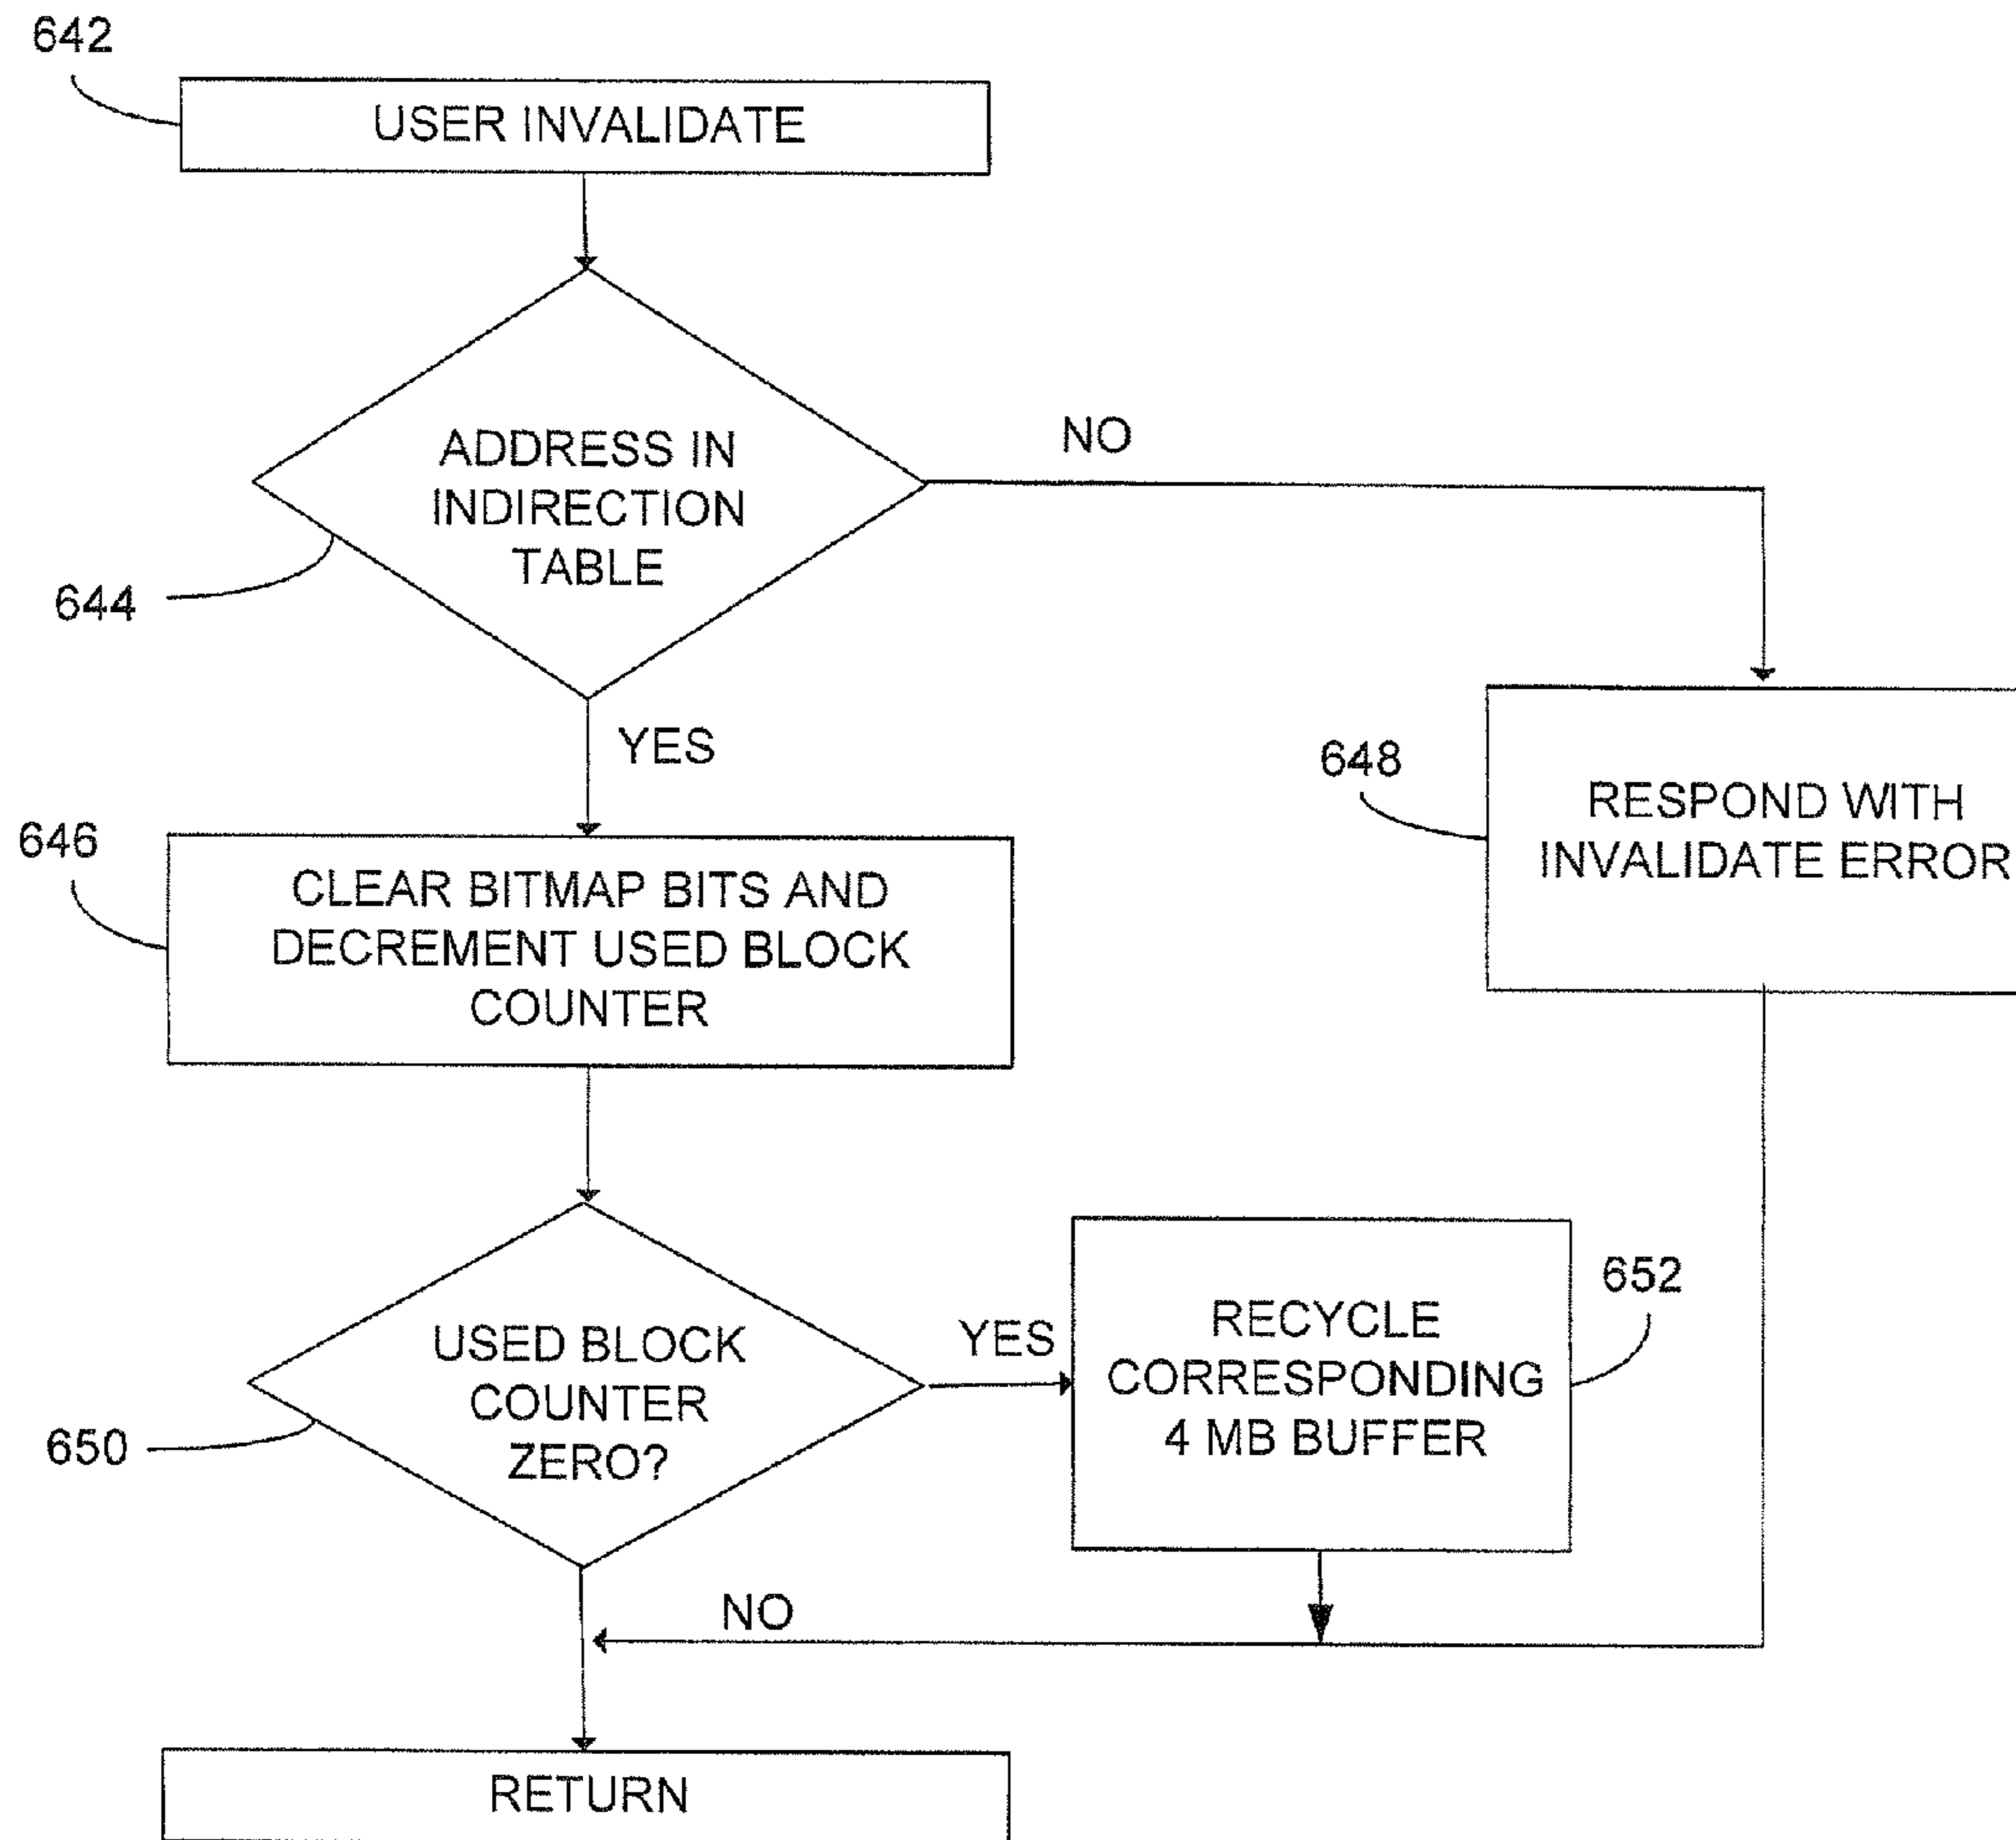 642
USER INVALIDATE
ADDRESS IN
INDIRECTION
TABLE
NO
644
YES
648
RESPOND WITH
INVALIDATE ERROR
646
CLEAR BITMAP BITS AND
DECREMENT USED BLOCK
COUNTER
USED BLOCK
COUNTER
ZERO?
650
YES
RECYCLE
CORRESPONDING
4 MB BUFFER
652
NO
RETURN